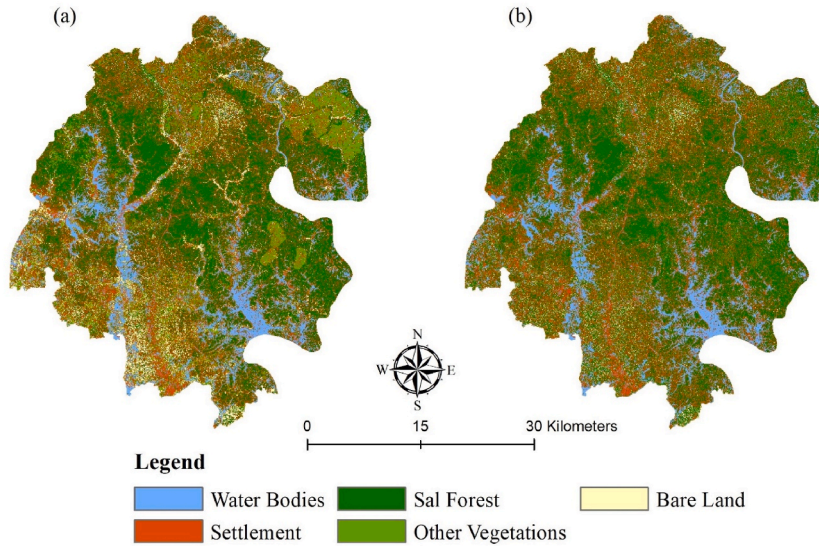 (a) (b)
N
W E
S
0 15 30 Kilometers
Legend
Water Bodies Sal Forest Bare Land
Settlement Other Vegetations